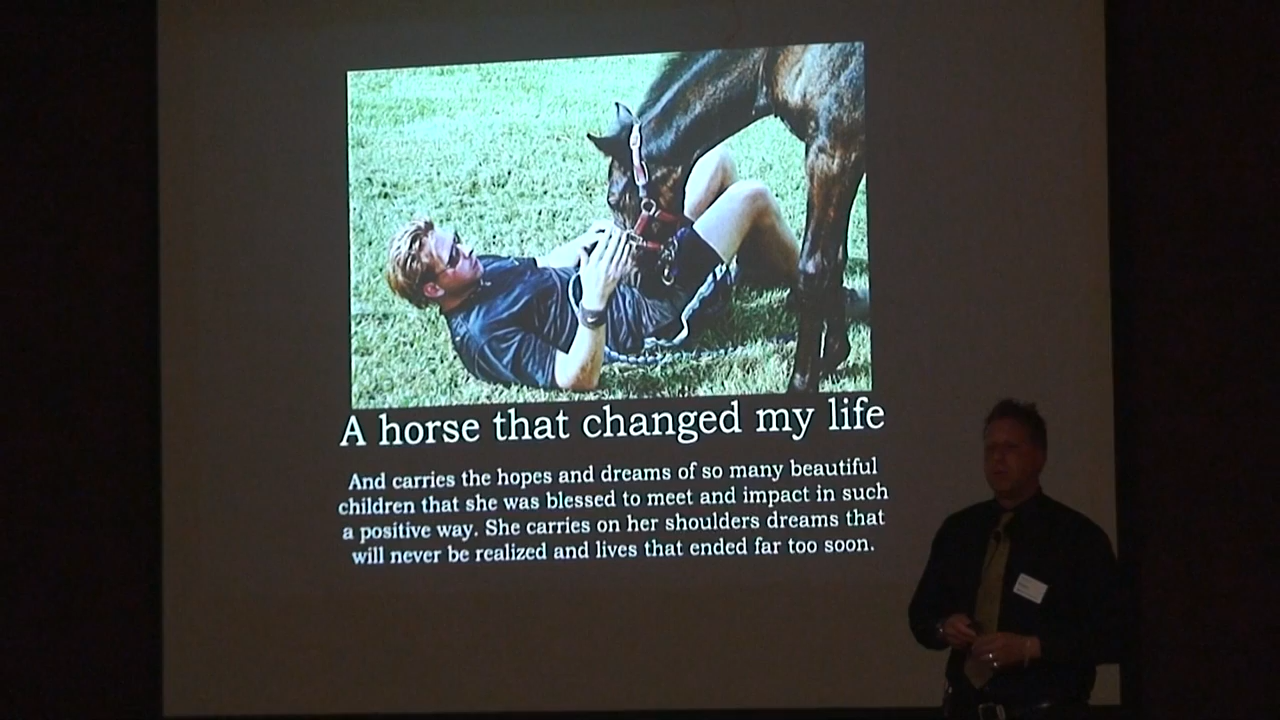 A horse that changed my life
And carries the hopes and dreams of so many beautiful
children that she was blessed to meet and impact in such
a positive way. She carries on her shoulders dreams that
will never be realized and lives that ended far too soon.